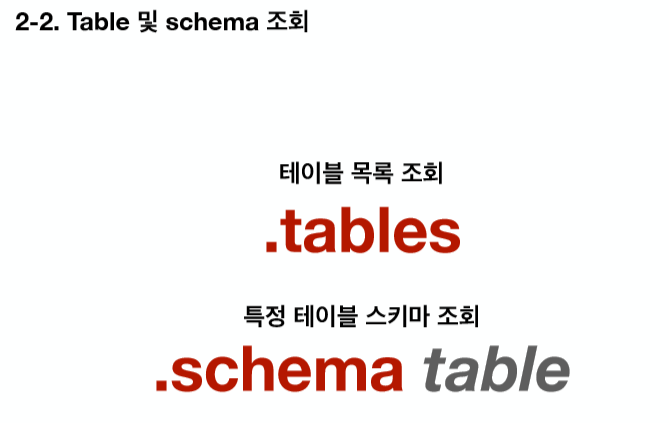 2-2. Table 및 schema 조회
테이블 목록 조회
.tables
특정 테이블 스키마 조회
.schema table